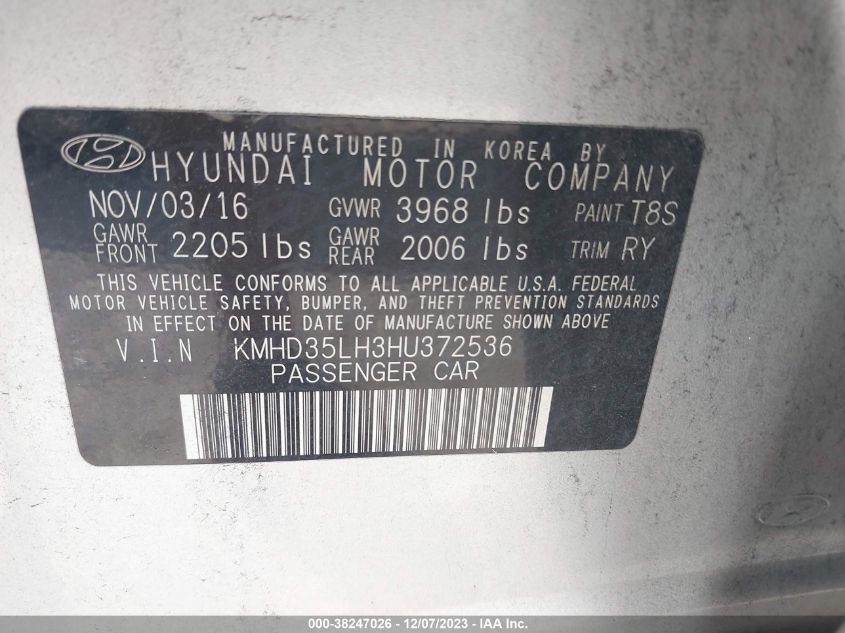 MANUFACTURED IN KOREA BY
HYUNDAI MOTOR COMPANY
NOV/03/16 GVWR 3968 lbs PAINT T8S
GAWR FRONT 2205 lbs GAWR REAR 2006 lbs TRIM RY
THIS VEHICLE CONFORMS TO ALL APPLICABLE U.S.A. FEDERAL
MOTOR VEHICLE SAFETY, BUMPER, AND THEFT PREVENTION STANDARDS
IN EFFECT ON THE DATE OF MANUFACTURE SHOWN ABOVE
V.I.N KMHD35LH3HU372536
PASSENGER CAR
000-38247026 - 12/07/2023 - IAA Inc.